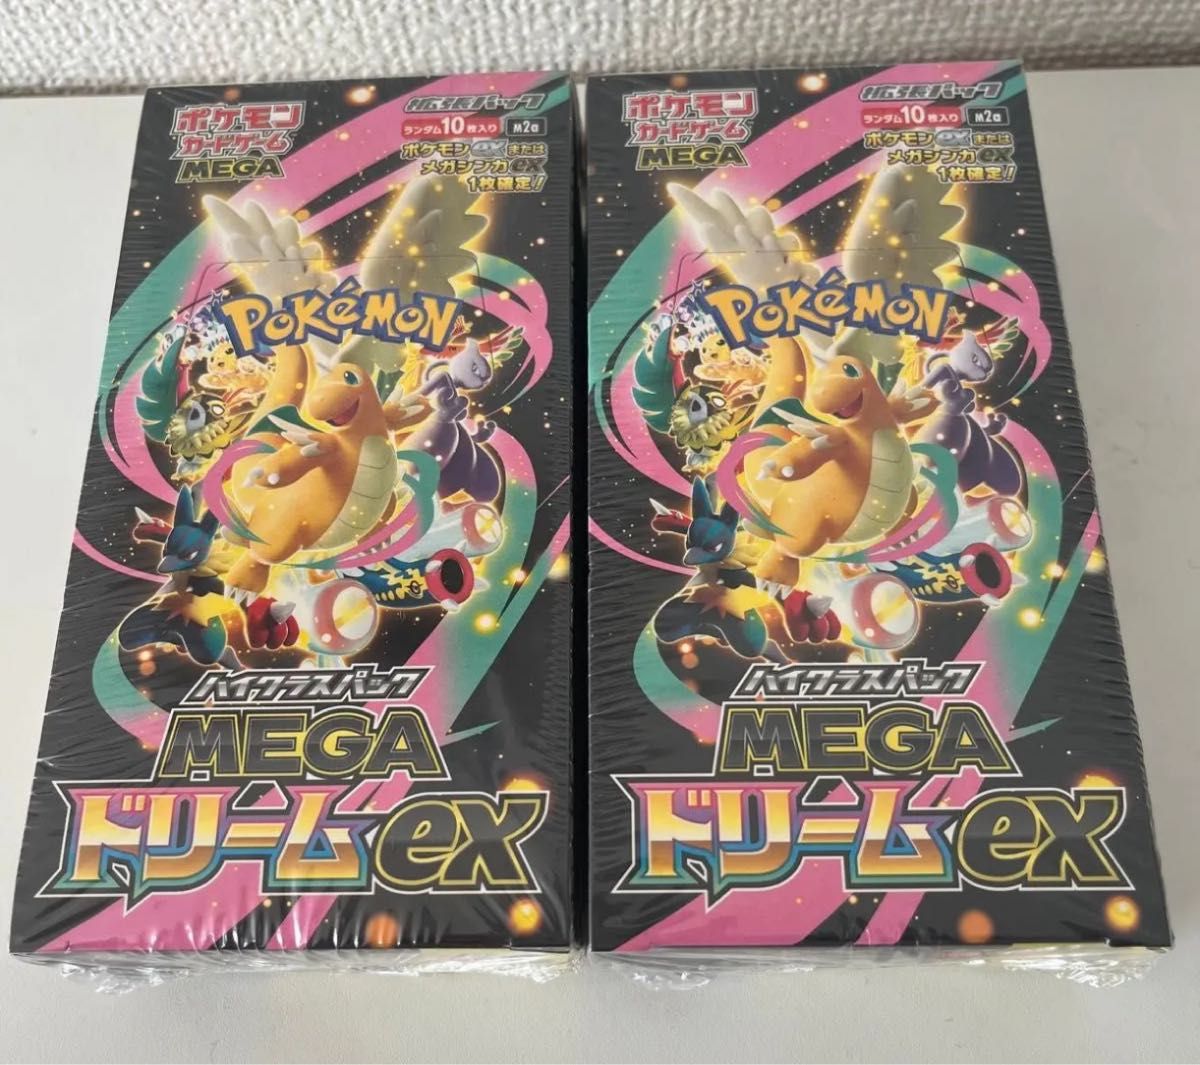 ポケモン
カードゲーム
MEGA
拡張パック
ランダム10枚入り M2a
ポケモンexまたは
メガシンカex
1枚確定!
POKÉMON
ハイクラスパック
MEGA
ドリームex
ポケモン
カードゲーム
MEGA
拡張パック
ランダム10枚入り M2a
ポケモンexまたは
メガシンカex
1枚確定!
POKÉMON
ハイクラスパック
MEGA
ドリームex